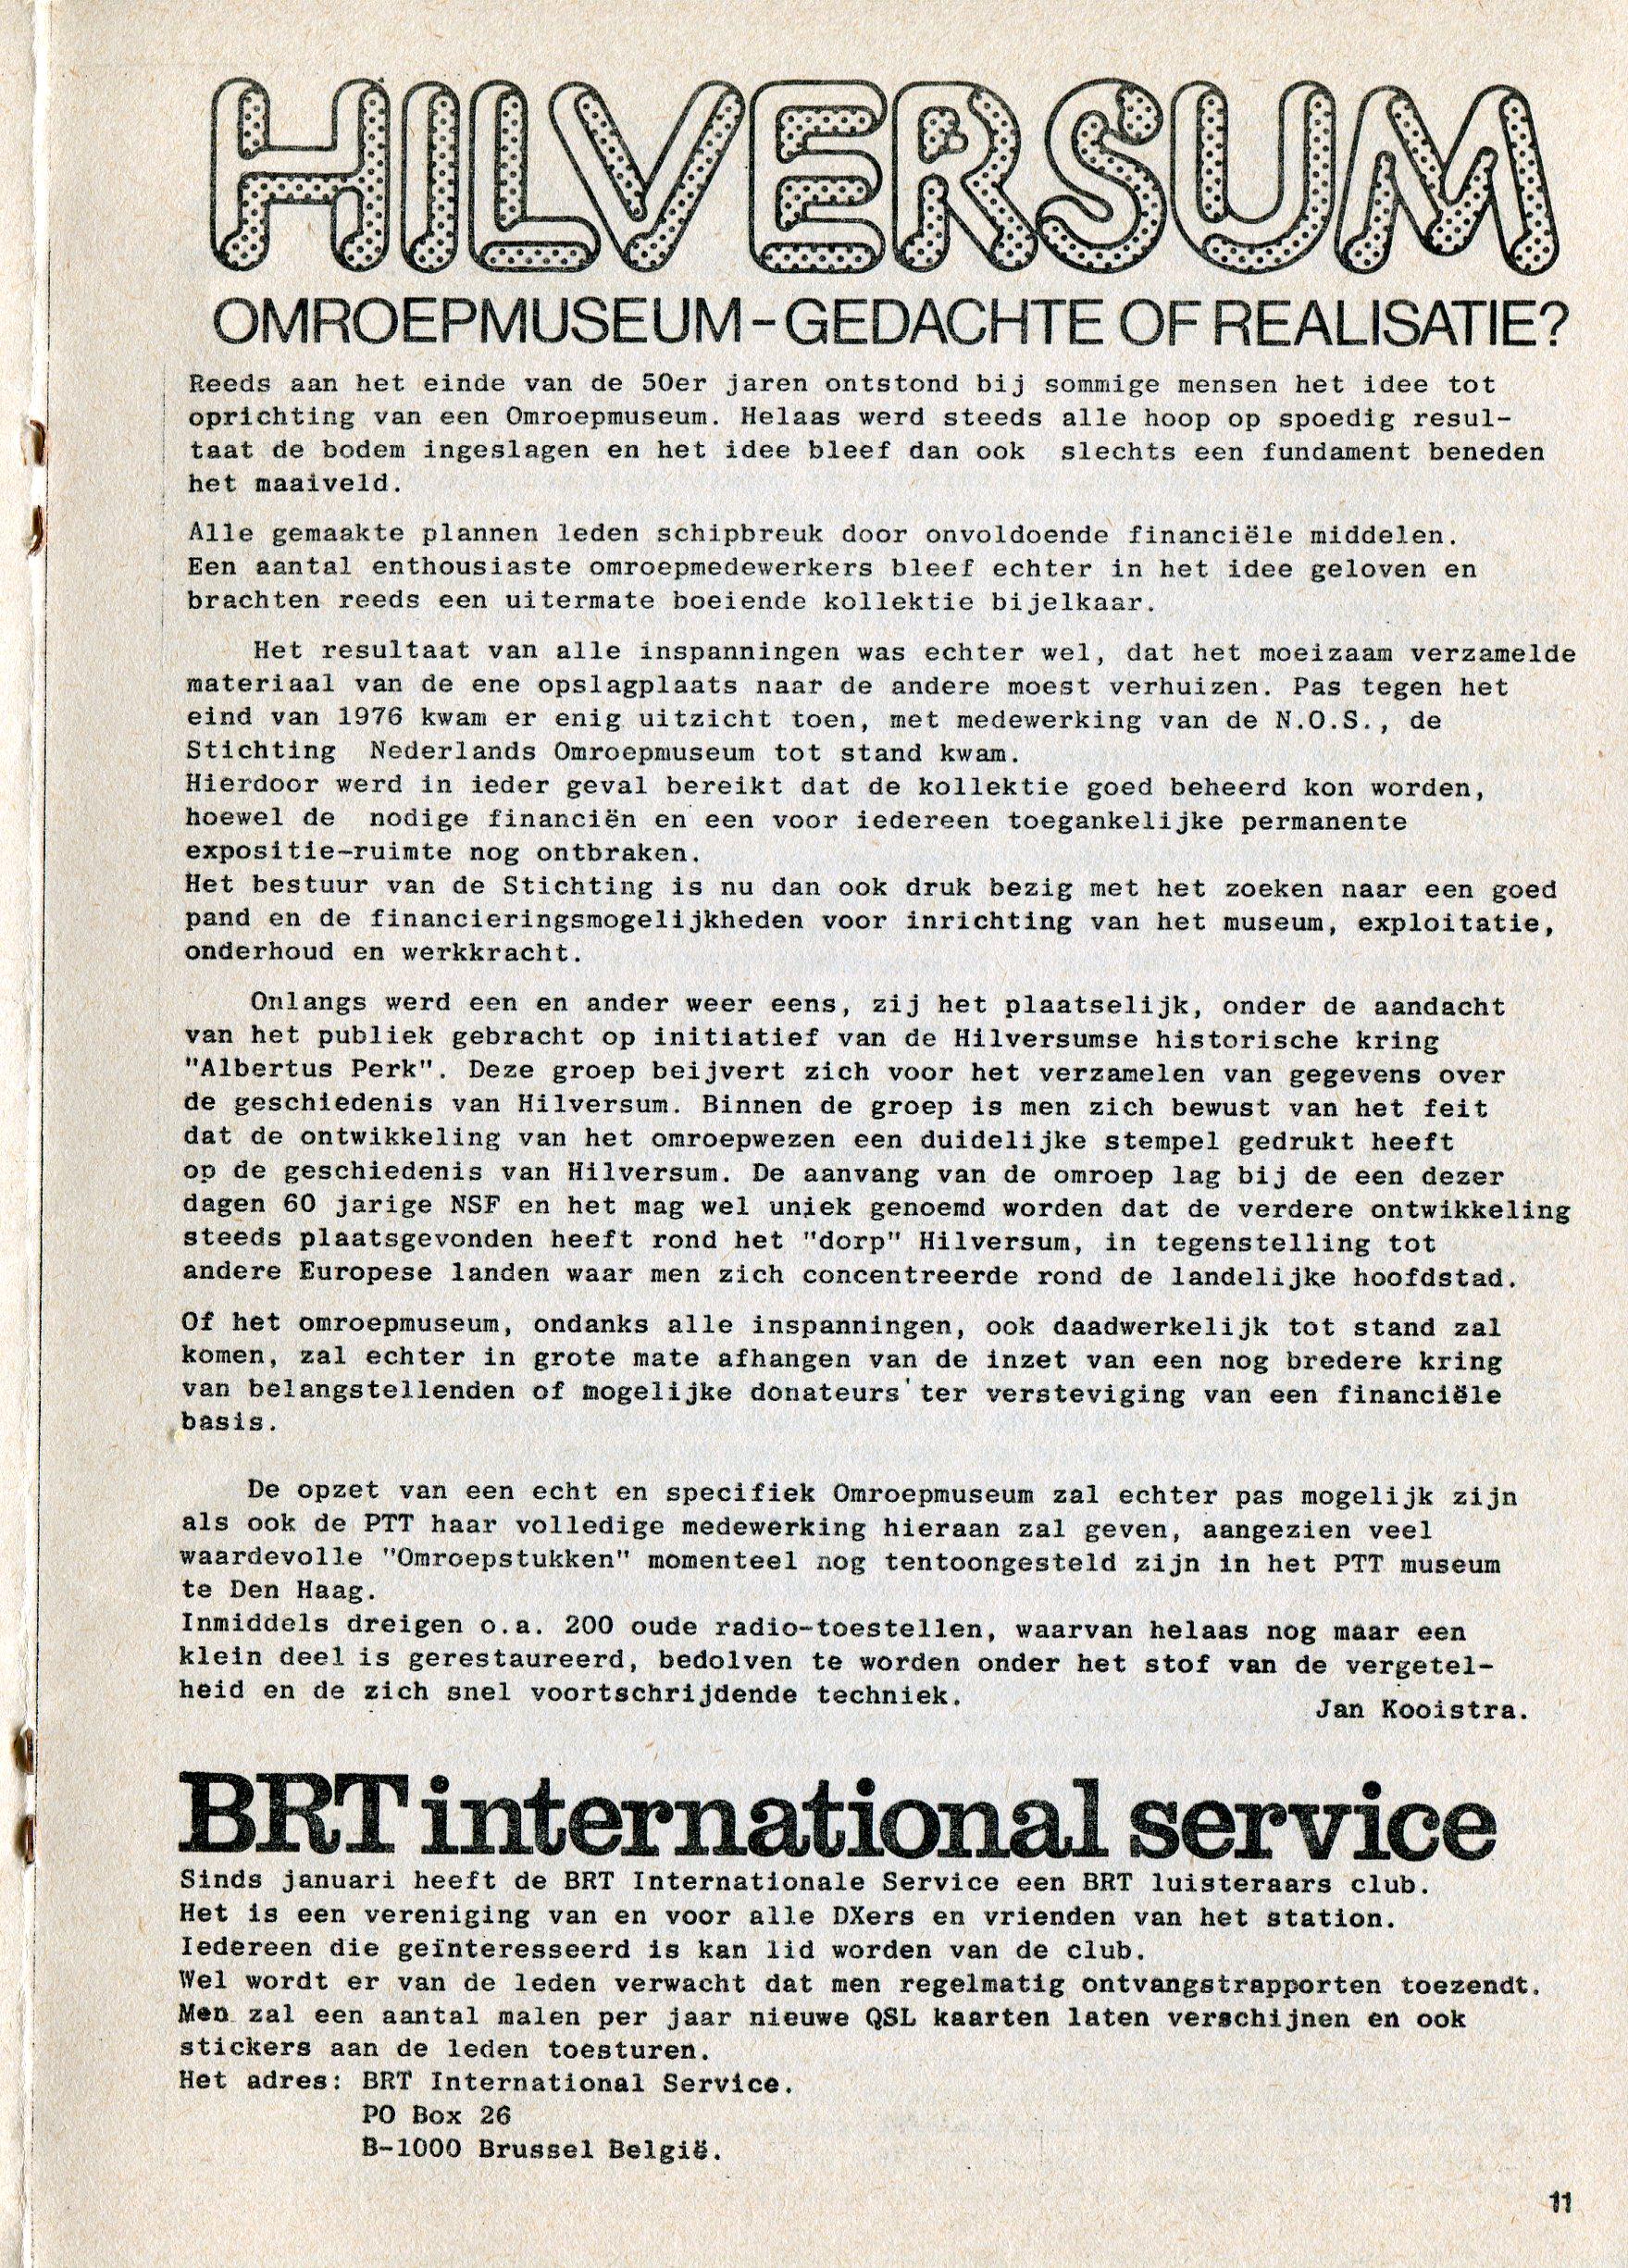 HILVERSUM
OMROEPMUSEUM-GEDACHTE OF REALISATIE?
Reeds aan het einde van de 50er jaren ontstond bij sommige mensen het idee tot
oprichting van een Omroepmuseum. Helaas werd steeds alle hoop op spoedig resul-
taat de bodem ingeslagen en het idee bleef dan ook slechts een fundament beneden
het maaiveld.
Alle gemaakte plannen leden schipbreuk door onvoldoende financiële middelen.
Een aantal enthousiaste omroepmedewerkers bleef echter in het idee geloven en
brachten reeds een uitermate boeiende kollektie bijelkaar.
Het resultaat van alle inspanningen was echter wel, dat het moeizaam verzamelde
materiaal van de ene opslagplaats naar de andere moest verhuizen. Pas tegen het
eind van 1976 kwam er enig uitzicht toen, met medewerking van de N.O.S., de
Stichting Nederlands Omroepmuseum tot stand kwam.
Hierdoor werd in ieder geval bereikt dat de kollektie goed beheerd kon worden,
hoewel de nodige financiën en een voor iedereen toegankelijke permanente
expositie-ruimte nog ontbraken.
Het bestuur van de Stichting is nu dan ook druk bezig met het zoeken naar een goed
pand en de financieringsmogelijkheden voor inrichting van het museum, exploitatie,
onderhoud en werkkracht.
Onlangs werd een en ander weer eens, zij het plaatselijk, onder de aandacht
van het publiek gebracht op initiatief van de Hilversumse historische kring
"Albertus Perk". Deze groep beijvert zich voor het verzamelen van gegevens over
de geschiedenis van Hilversum. Binnen de groep is men zich bewust van het feit
dat de ontwikkeling van het omroepwezen een duidelijke stempel gedrukt heeft
op de geschiedenis van Hilversum. De aanvang van de omroep lag bij de een dezer
dagen 60 jarige NSF en het mag wel uniek genoemd worden dat de verdere ontwikkeling
steeds plaatsgevonden heeft rond het "dorp" Hilversum, in tegenstelling tot
andere Europese landen waar men zich concentreerde rond de landelijke hoofdstad.
Of het omroepmuseum, ondanks alle inspanningen, ook daadwerkelijk tot stand zal
komen, zal echter in grote mate afhangen van de inzet van een nog bredere kring
van belangstellenden of mogelijke donateurs ter versteviging van een financiële
basis.
De opzet van een echt en specifiek Omroepmuseum zal echter pas mogelijk zijn
als ook de PTT haar volledige medewerking hieraan zal geven, aangezien veel
waardevolle "Omroepstukken" momenteel nog tentoongesteld zijn in het PTT museum
te Den Haag.
Inmiddels dreigen o.a. 200 oude radio-toestellen, waarvan helaas nog maar een
klein deel is gerestaureerd, bedolven te worden onder het stof van de vergetel-
heid en de zich snel voortschrijdende techniek.
Jan Kooistra.
BRT international service
Sinds januari heeft de BRT Internationale Service een BRT luisteraars club.
Het is een vereniging van en voor alle DXers en vrienden van het station.
Iedereen die geïnteresseerd is kan lid worden van de club.
Wel wordt er van de leden verwacht dat men regelmatig ontvangstrapporten toezendt.
Men zal een aantal malen per jaar nieuwe QSL kaarten laten verschijnen en ook
stickers aan de leden toesturen.
Het adres: BRT International Service.
PO Box 26
B-1000 Brussel België.
11